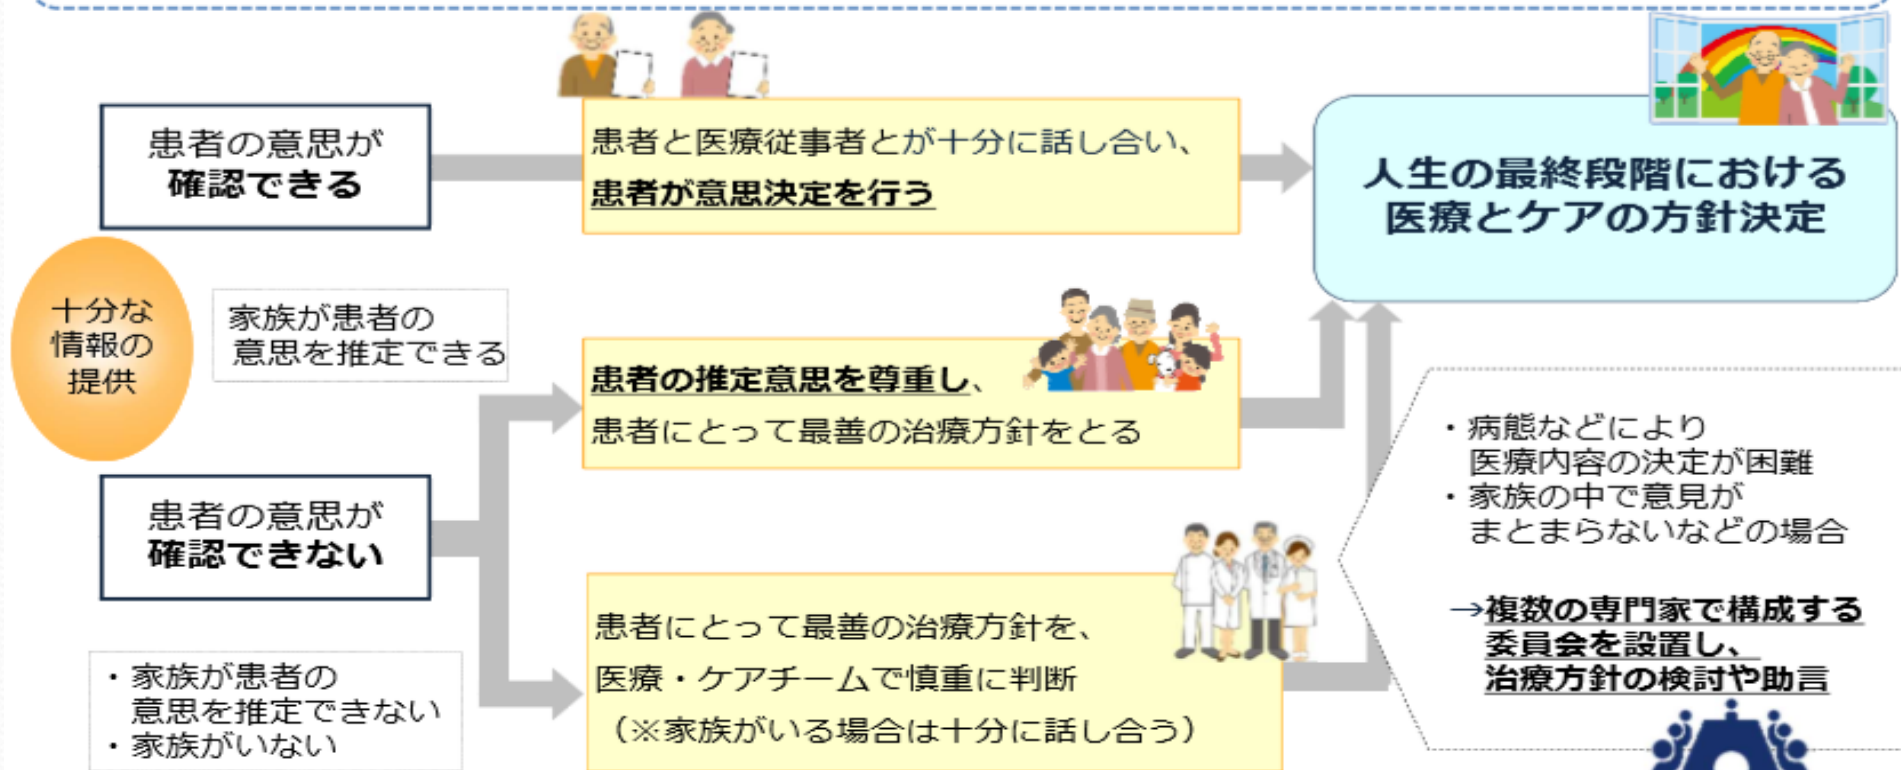 患者の意思が
確認できる
患者と医療従事者とが十分に話し合い、
患者が意思決定を行う
人生の最終段階における
医療とケアの方針決定
十分な
情報の
提供
家族が患者の
意思を推定できる
患者の推定意思を尊重し、
患者にとって最善の治療方針をとる
患者の意思が
確認できない
・家族が患者の
意思を推定できない
・家族がいない
患者にとって最善の治療方針を、
医療・ケアチームで慎重に判断
（※家族がいる場合は十分に話し合う）
・病態などにより
医療内容の決定が困難
・家族の中で意見が
まとまらないなどの場合
→複数の専門家で構成する
委員会を設置し、
治療方針の検討や助言